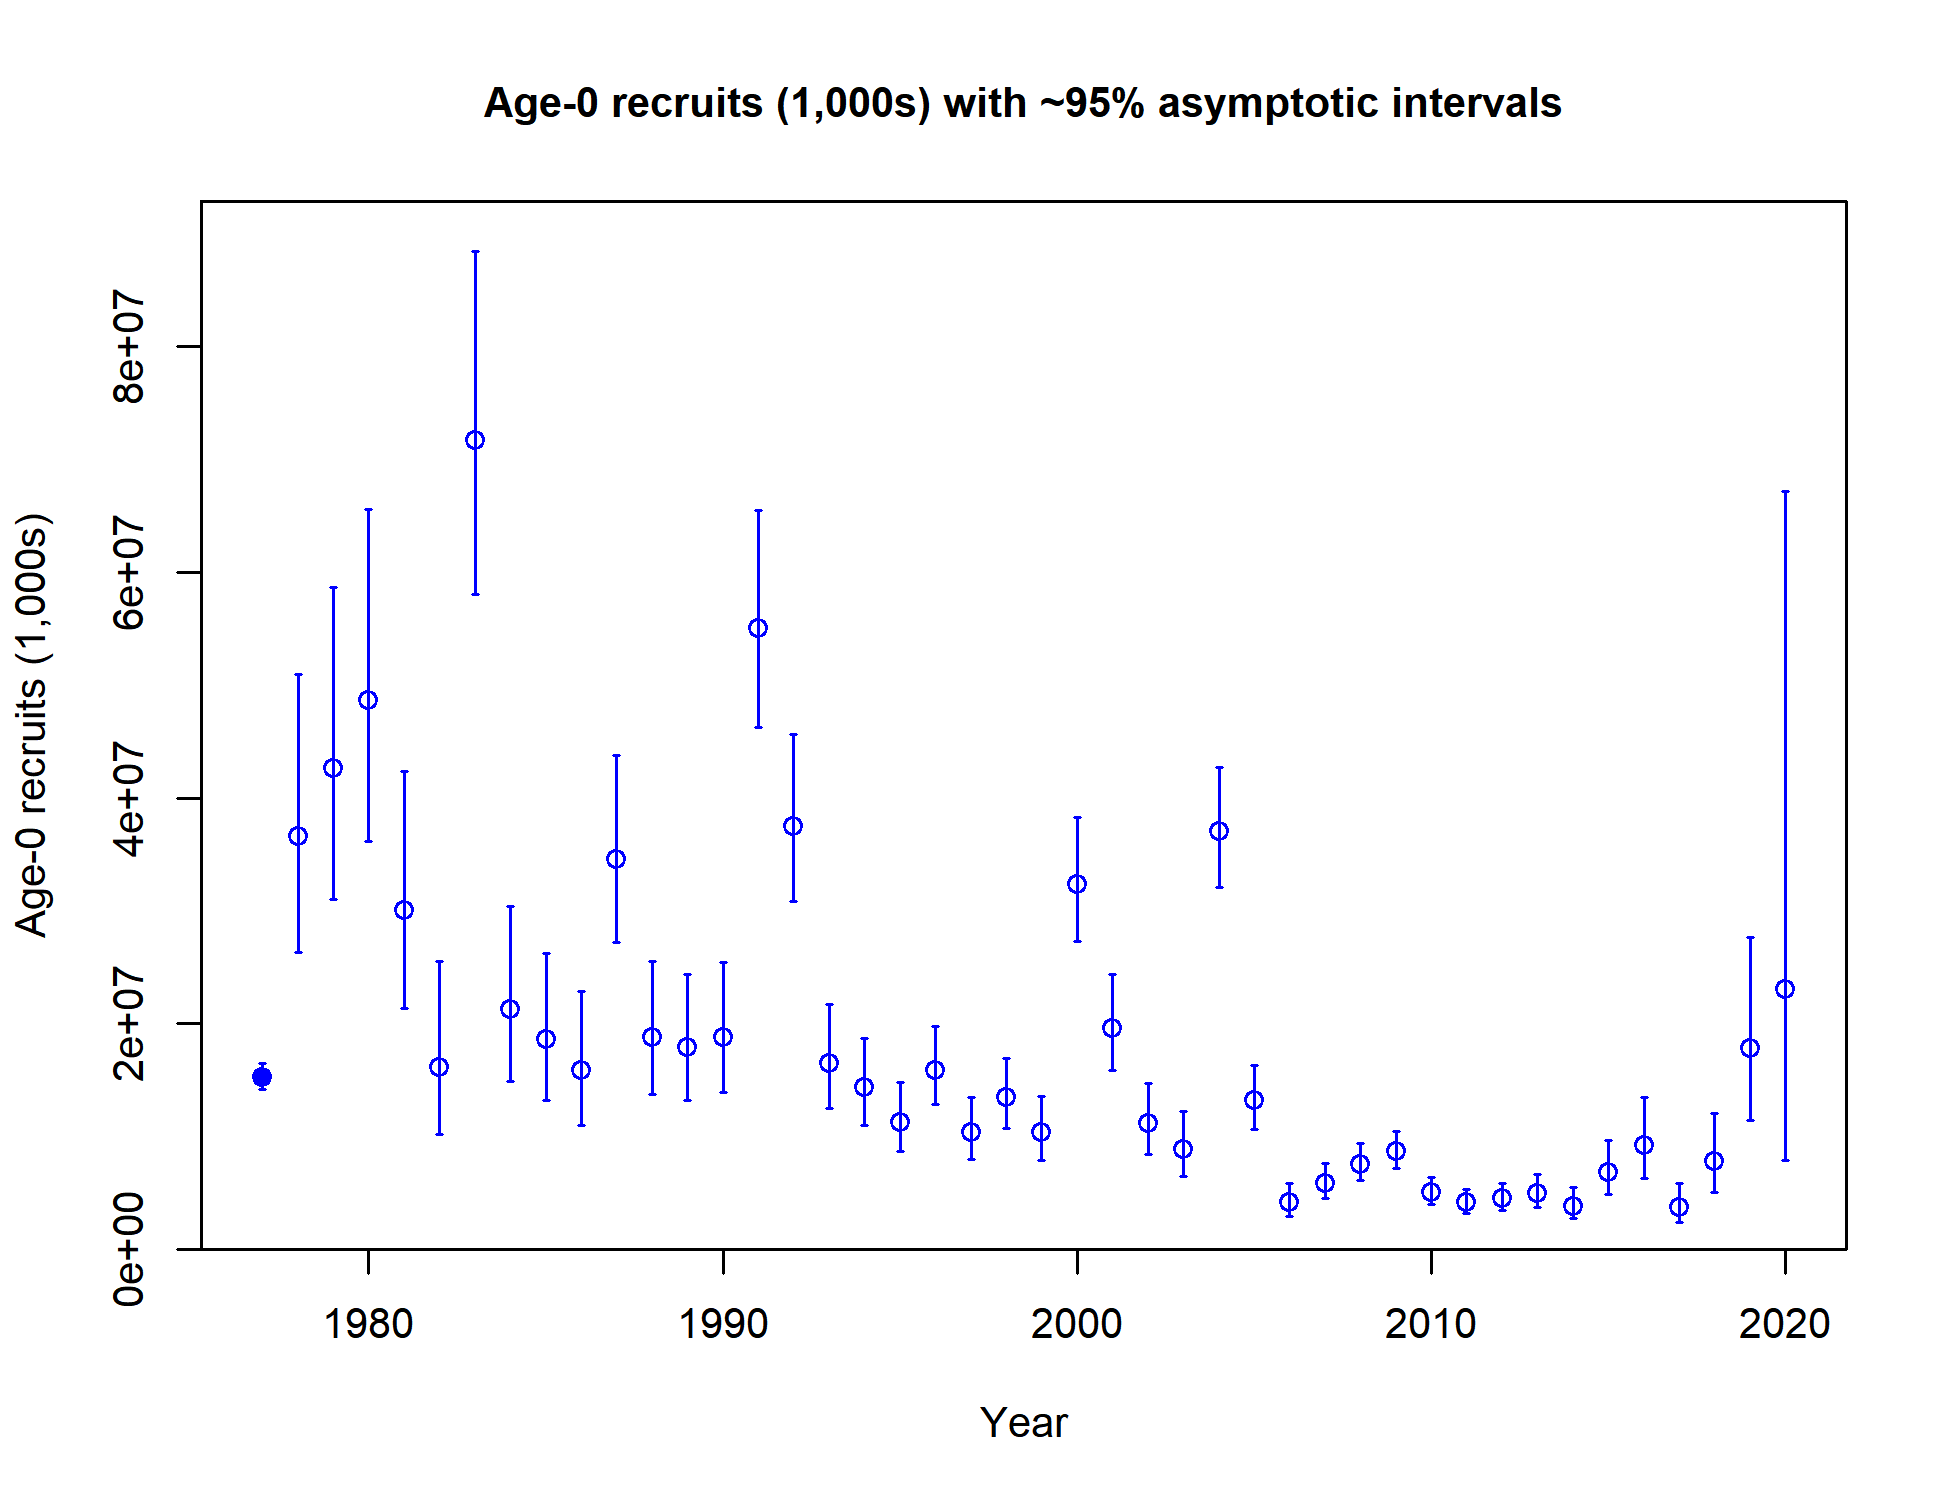 Age-0 recruits (1,000s) with ~95% asymptotic intervals
Age-0 recruits (1,000s)
8e+07
6e+07
4e+07
2e+07
0e+00
1980 1990 2000 2010 2020
Year